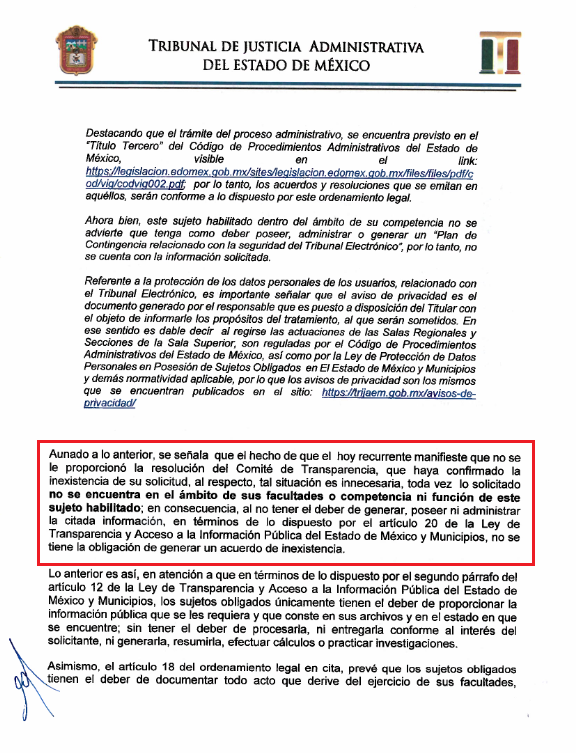 TRIBUNAL DE JUSTICIA ADMINISTRATIVA
DEL ESTADO DE MÉXICO
Destacando que el trámite del proceso administrativo, se encuentra previsto en el
"Título Tercero" del Código de Procedimientos Administrativos del Estado de
México, visible en el link:
https://legislacion.edomex.gob.mx/sites/legislacion.edomex.gob.mx/files/files/pdf/c
od/vig/codvig002.pdf; por lo tanto, los acuerdos y resoluciones que se emitan en
aquéllos, serán conforme a lo dispuesto por este ordenamiento legal.
Ahora bien, este sujeto habilitado dentro del ámbito de su competencia no se
advierte que tenga como deber poseer, administrar o generar un "Plan de
Contingencia relacionado con la seguridad del Tribunal Electrónico", por lo tanto, no
se cuenta con la información solicitada.
Referente a la protección de los datos personales de los usuarios, relacionado con
el Tribunal Electrónico, es importante señalar que el aviso de privacidad es el
documento generado por el responsable que es puesto a disposición del Titular con
el objeto de informarle los propósitos del tratamiento, al que serán sometidos. En
ese sentido es dable decir al regirse las actuaciones de las Salas Regionales y
Secciones de la Sala Superior, son reguladas por el Código de Procedimientos
Administrativos del Estado de México, así como por la Ley de Protección de Datos
Personales en Posesión de Sujetos Obligados en El Estado de México y Municipios
y demás normatividad aplicable, por lo que los avisos de privacidad son los mismos
que se encuentran publicados en el sitio: https://trijaem.gob.mx/avisos-de-
privacidad/
Aunado a lo anterior, se señala que el hecho de que el hoy recurrente manifieste que no se
le proporcionó la resolución del Comité de Transparencia, que haya confirmado la
inexistencia de su solicitud, al respecto, tal situación es innecesaria, toda vez lo solicitado
no se encuentra en el ámbito de sus facultades o competencia ni función de este
sujeto habilitado; en consecuencia, al no tener el deber de generar, poseer ni administrar
la citada información, en términos de lo dispuesto por el artículo 20 de la Ley de
Transparencia y Acceso a la Información Pública del Estado de México y Municipios, no se
tiene la obligación de generar un acuerdo de inexistencia.
Lo anterior es así, en atención a que en términos de lo dispuesto por el segundo párrafo del
artículo 12 de la Ley de Transparencia y Acceso a la Información Pública del Estado de
México y Municipios, los sujetos obligados únicamente tienen el deber de proporcionar la
información pública que se les requiera y que conste en sus archivos y en el estado en que
se encuentre; sin tener el deber de procesarla, ni entregarla conforme al interés del
solicitante, ni generarla, resumirla, efectuar cálculos o practicar investigaciones.
Asimismo, el artículo 18 del ordenamiento legal en cita, prevé que los sujetos obligados
tienen el deber de documentar todo acto que derive del ejercicio de sus facultades,